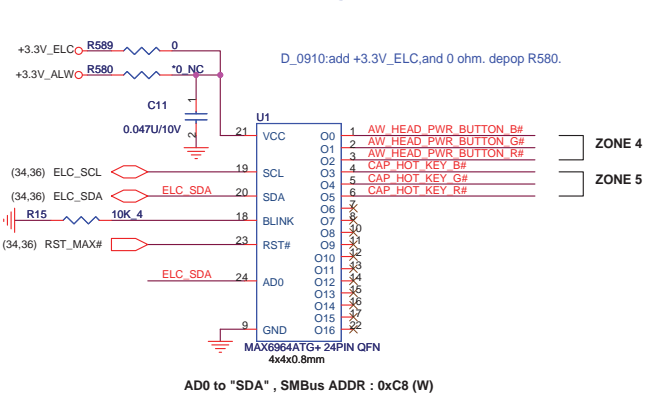 D_0910:add +3.3V_ELC,and 0 ohm. depop R580.
+3.3V_ELC R589 0
+3.3V_ALW R580 *0_NC
C11
1
0.047U/10V
2
U1
21 VCC
19 SCL
20 SDA
18 BLINK
23 RST#
24 AD0
9 GND
(34,36) ELC_SCL
(34,36) ELC_SDA ELC_SDA
R15 10K_4
(34,36) RST_MAX#
ELC_SDA
O0 1 AW_HEAD_PWR_BUTTON_B#
O1 2 AW_HEAD_PWR_BUTTON_G#
O2 3 AW_HEAD_PWR_BUTTON_R#
O3 4 CAP_HOT_KEY_B#
O4 5 CAP_HOT_KEY_G#
O5 6 CAP_HOT_KEY_R#
O6 7
O7 8
O8 10
O9 11
O10 12
O11 13
O12 14
O13 15
O14 16
O15 17
O16 22
ZONE 4
ZONE 5
MAX6964ATG+ 24PIN QFN
4x4x0.8mm
AD0 to "SDA" , SMBus ADDR : 0xC8 (W)